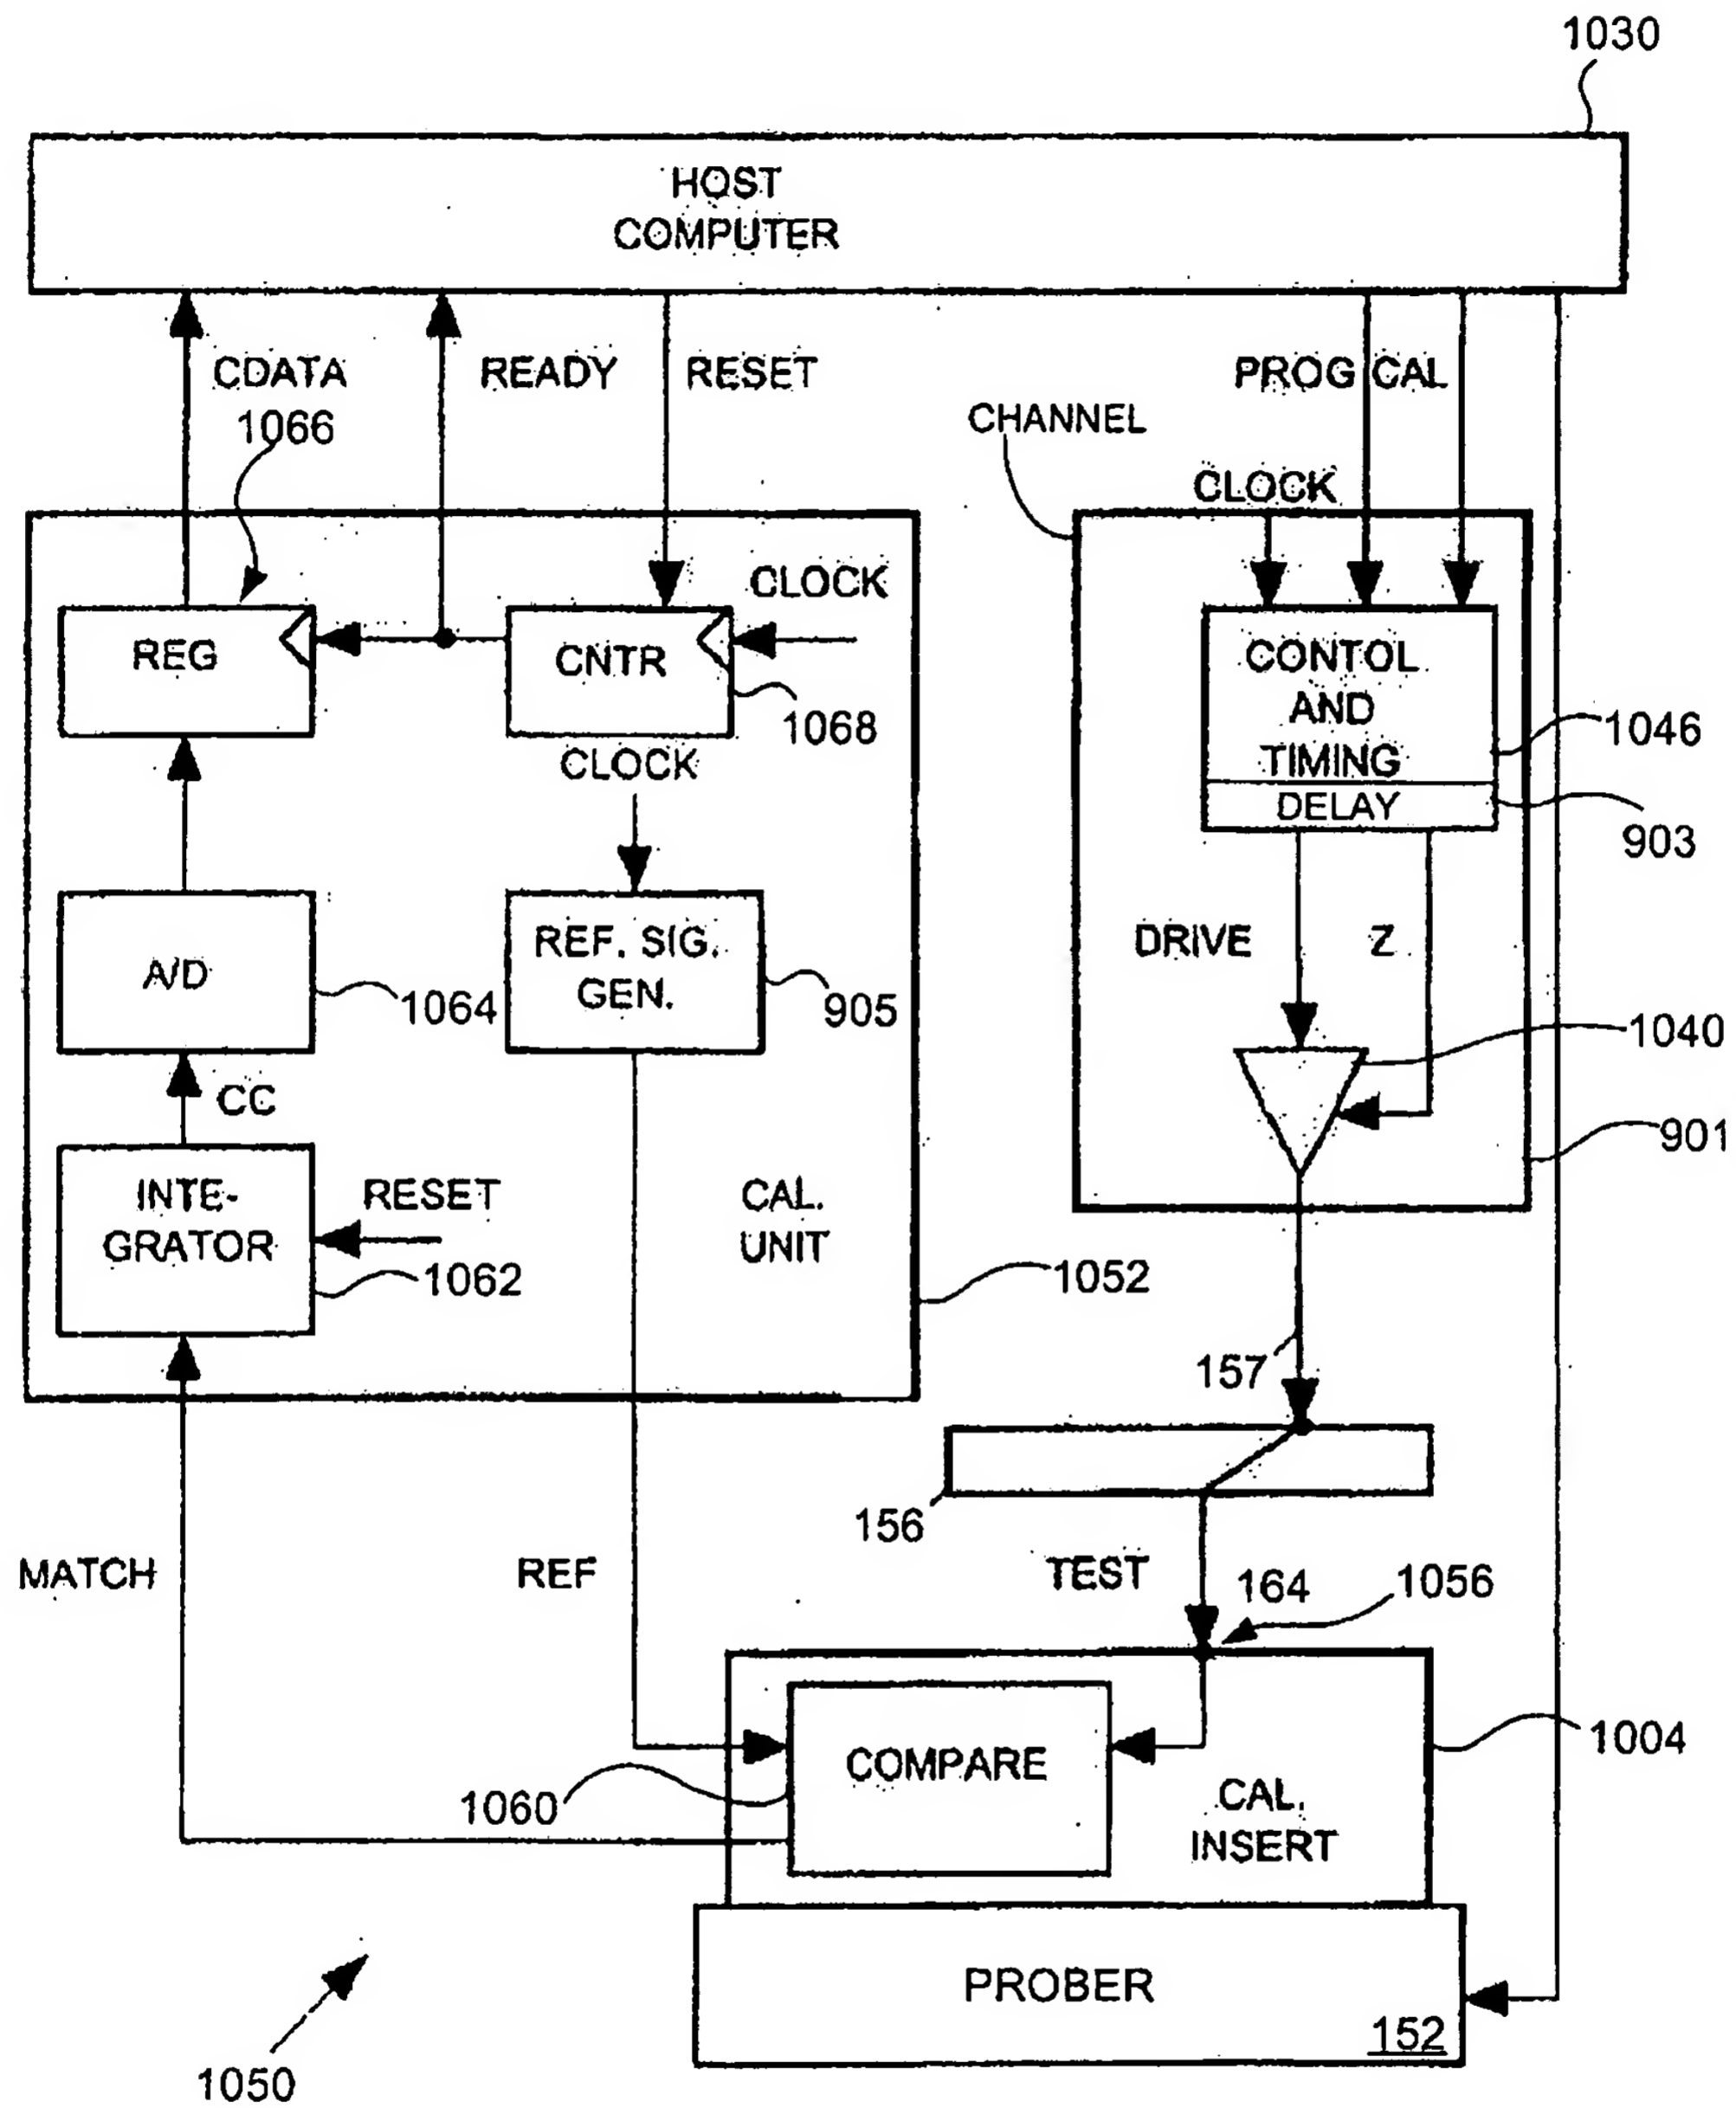 1030
HOST
COMPUTER
CDATA
READY
RESET
PROG
CAL
1066
CHANNEL
CLOCK
CLOCK
REG
CNTR
1068
CONTOL
AND
TIMING
1046
DELAY
903
CLOCK
A/D
1064
REF. SIG.
GEN.
905
DRIVE
Z
1040
CC
901
INTE-
GRATOR
RESET
1062
CAL.
UNIT
1052
157
156
MATCH
REF
TEST
164
1056
COMPARE
1060
1004
CAL.
INSERT
PROBER
152
1050